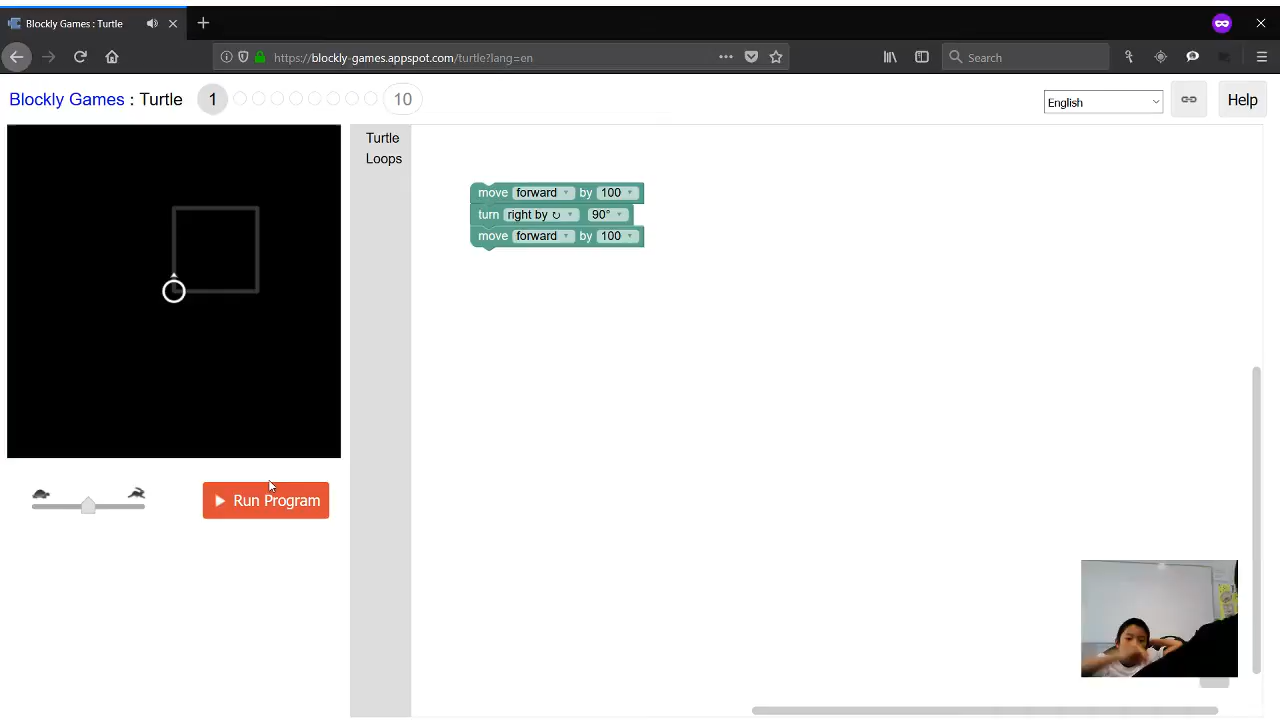 Blockly Games : Turtle
https://blockly-games.appspot.com/turtle?lang=en
Search
Blockly Games : Turtle 1 10
English
Help
Turtle
Loops
move forward by 100
turn right by ↻ 90°
move forward by 100
Run Program